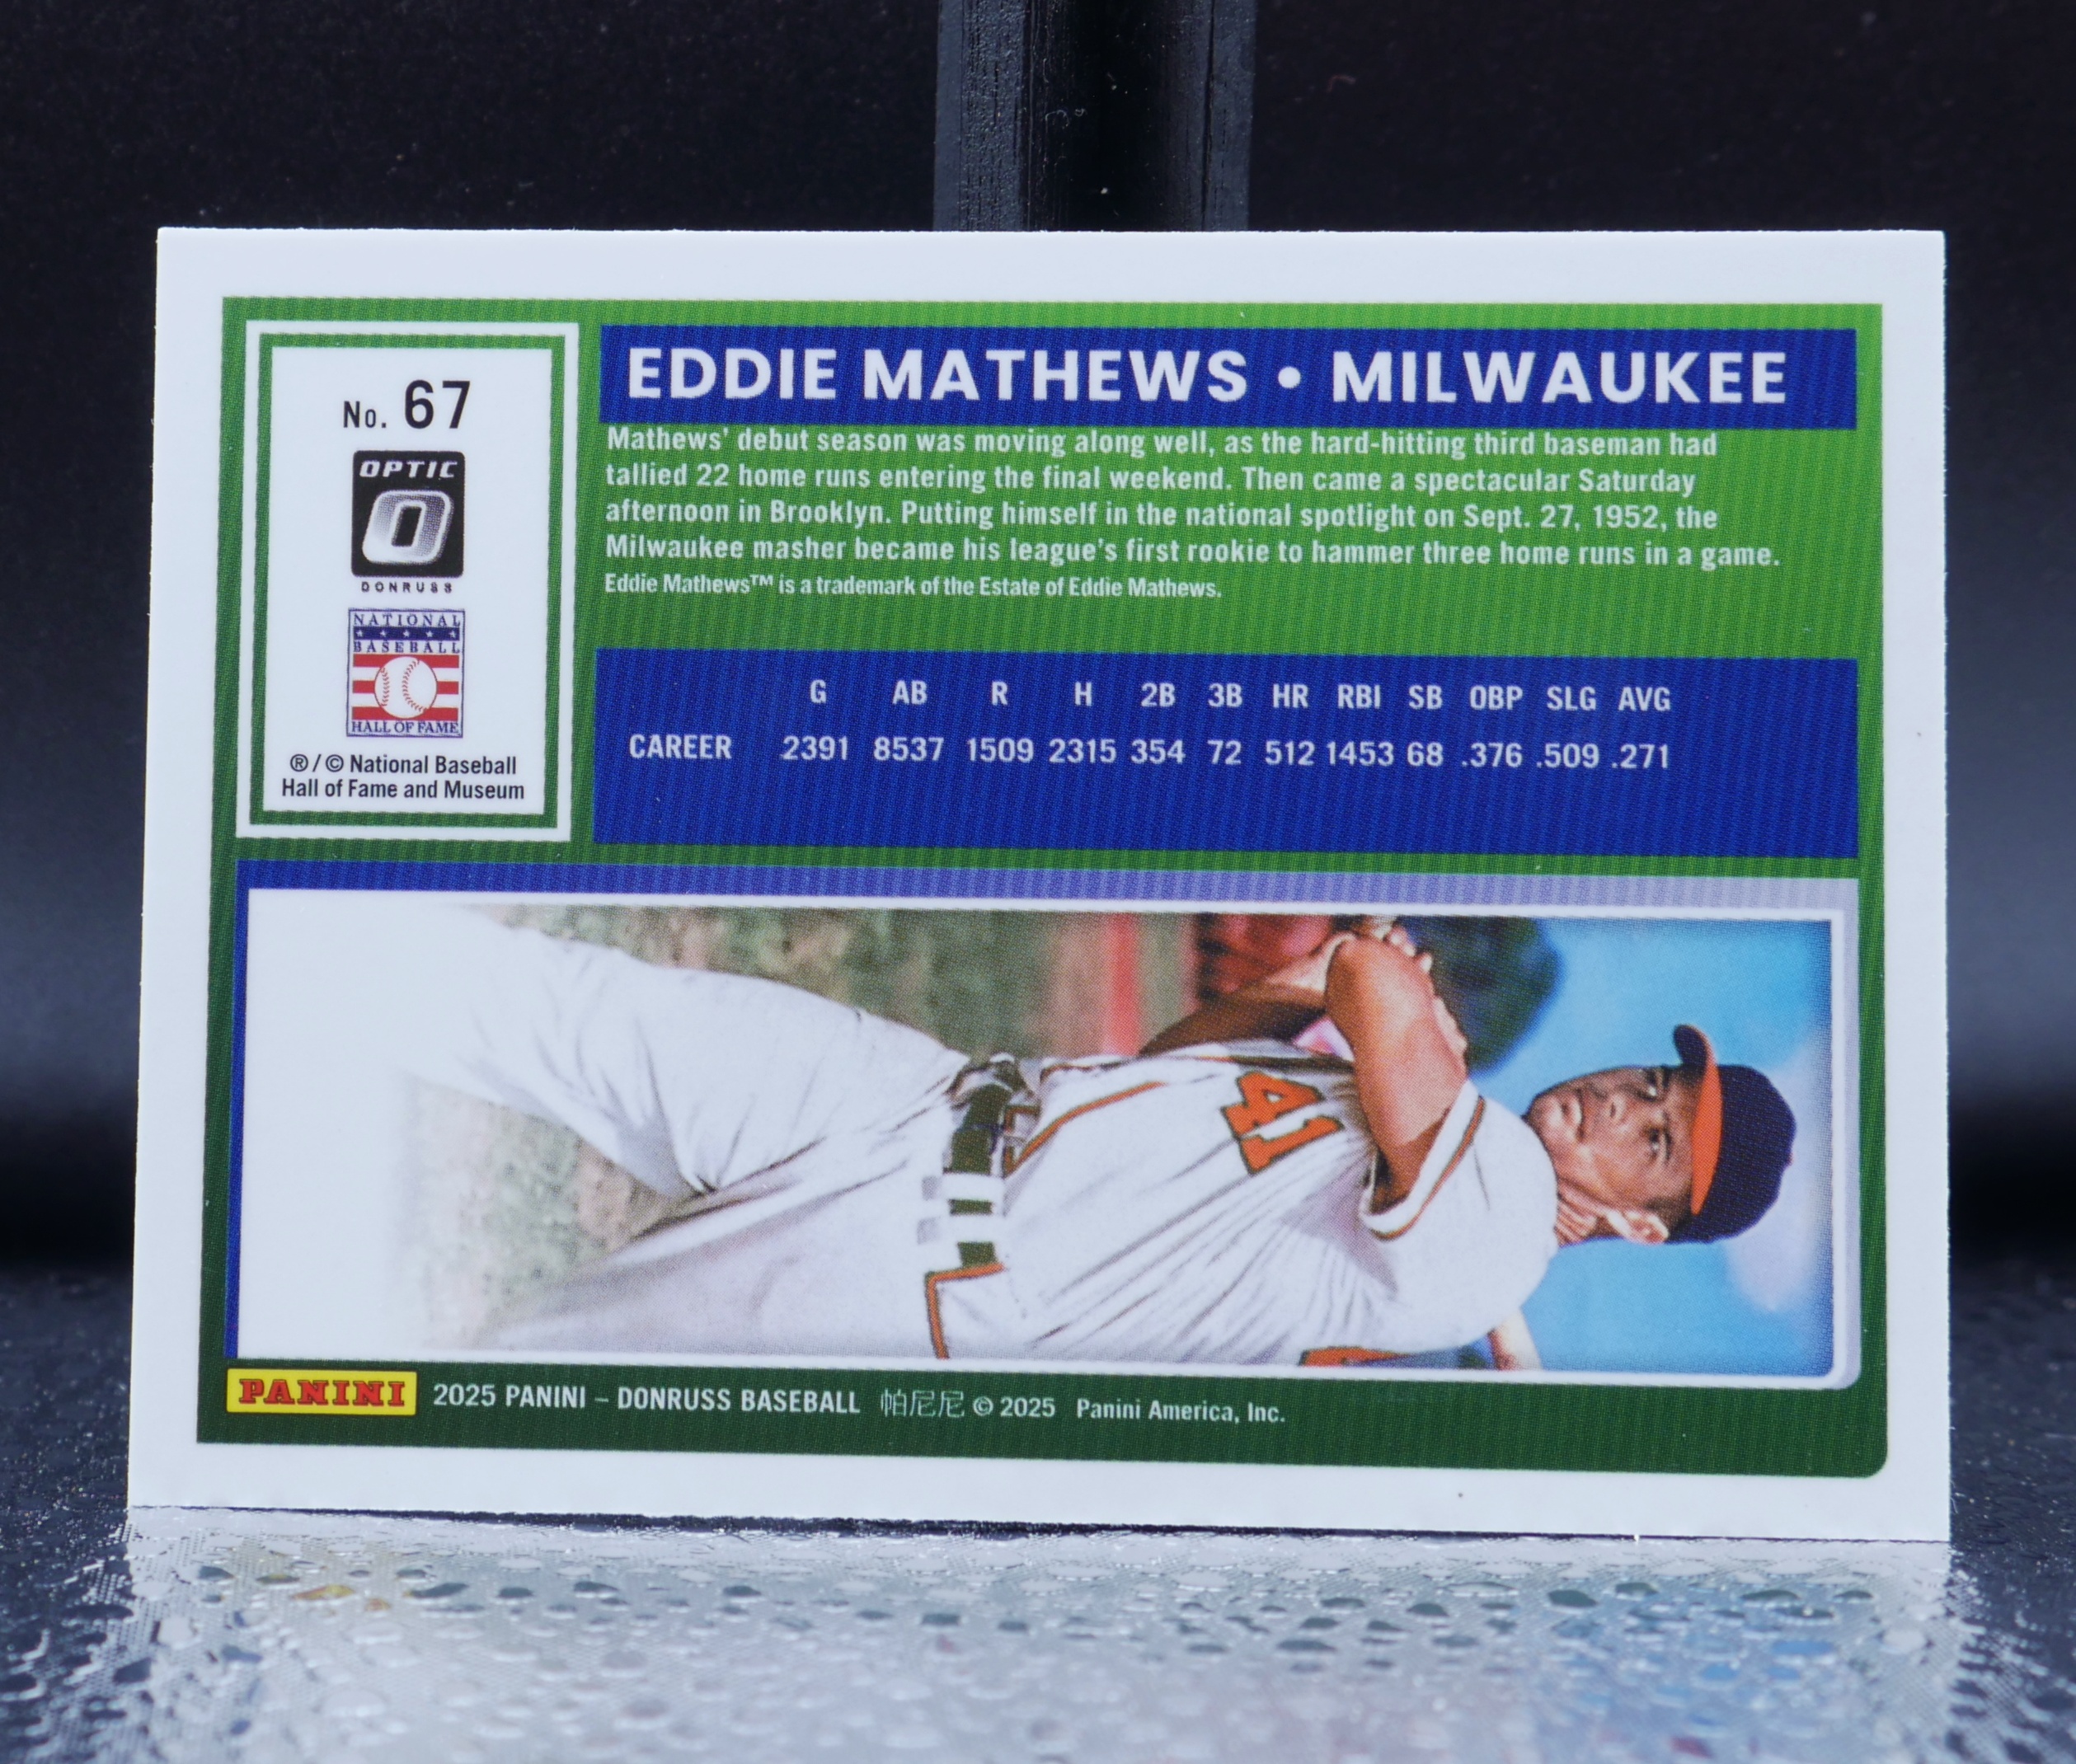 No. 67
OPTIC
O
DONRUSS
NATIONAL
BASEBALL
HALL OF FAME
®/© National Baseball
Hall of Fame and Museum
EDDIE MATHEWS • MILWAUKEE
Mathews’ debut season was moving along well, as the hard-hitting third baseman had
tallied 22 home runs entering the final weekend. Then came a spectacular Saturday
afternoon in Brooklyn. Putting himself in the national spotlight on Sept. 27, 1952, the
Milwaukee masher became his league’s first rookie to hammer three home runs in a game.
Eddie Mathews™ is a trademark of the Estate of Eddie Mathews.
G AB R H 2B 3B HR RBI SB OBP SLG AVG
CAREER 2391 8537 1509 2315 354 72 512 1453 68 .376 .509 .271
41
PANINI 2025 PANINI – DONRUSS BASEBALL 帕尼尼 © 2025 Panini America, Inc.